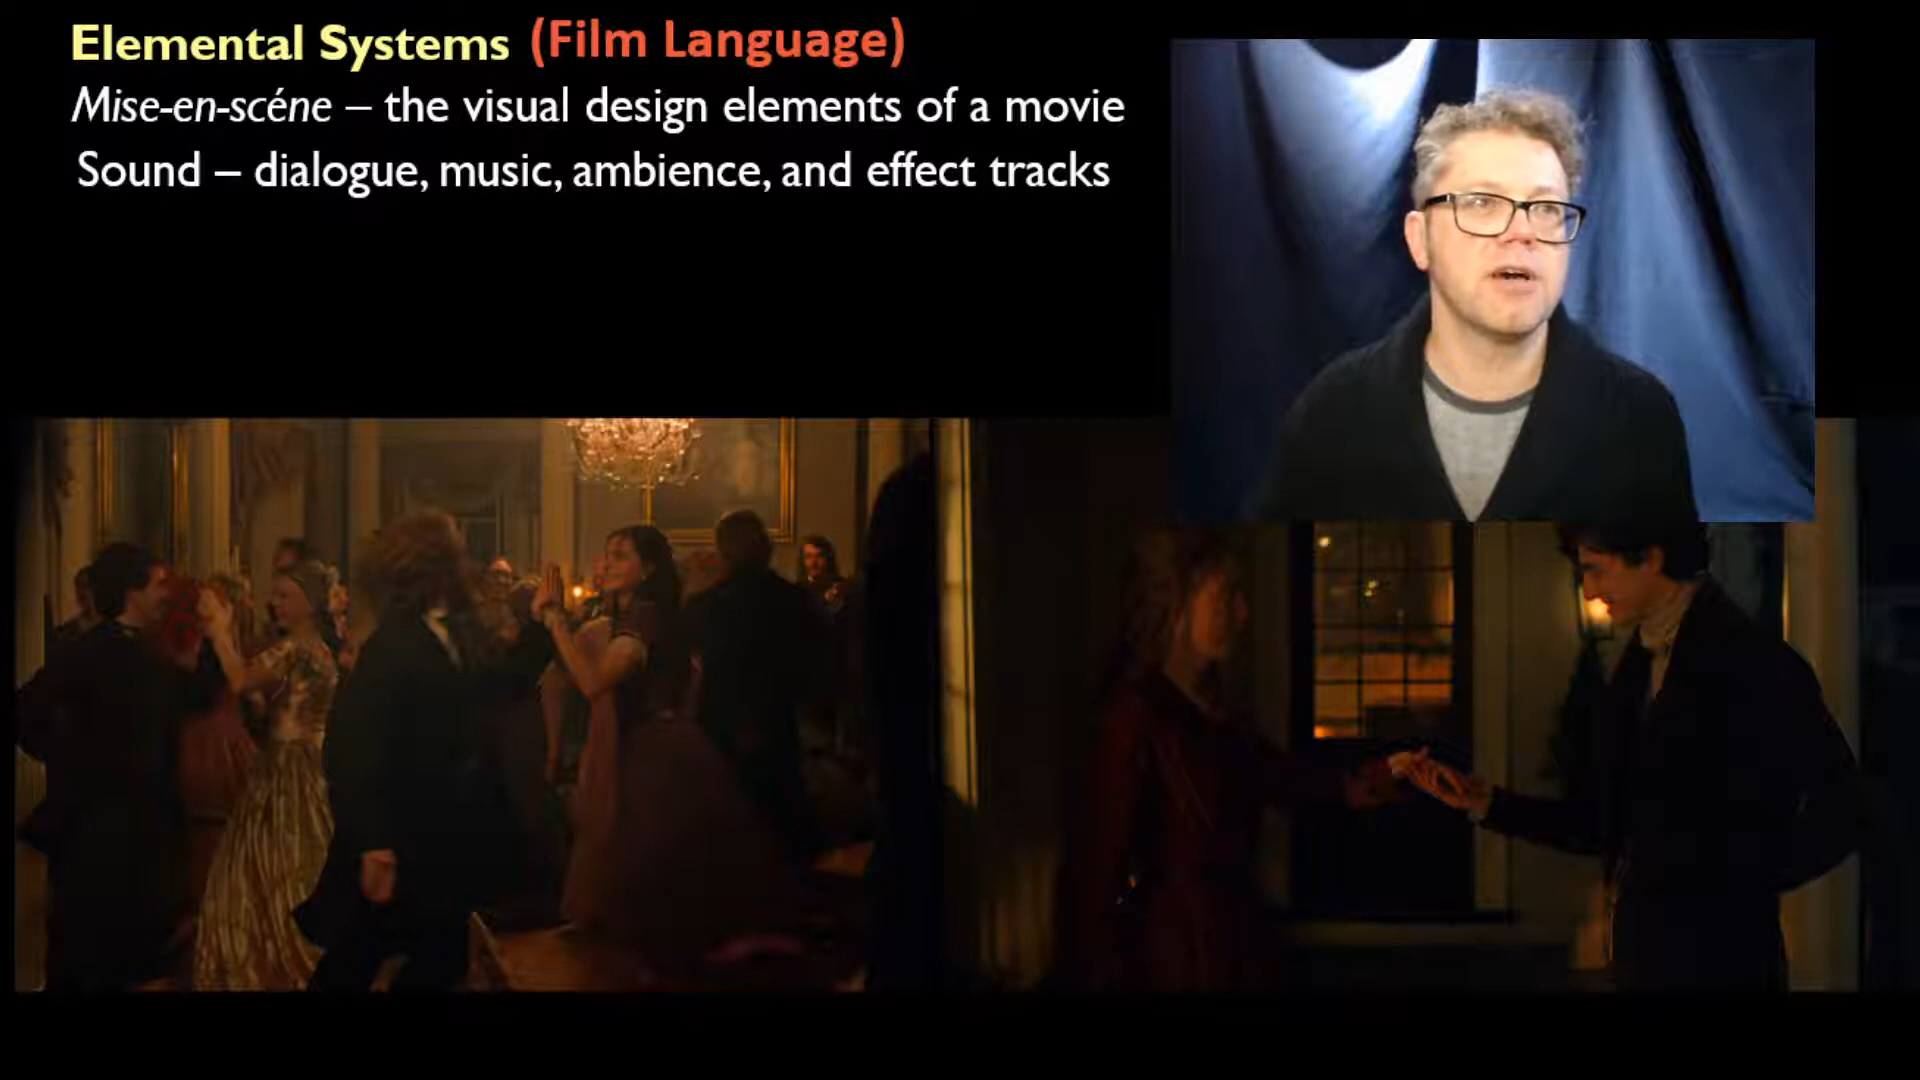 Elemental Systems (Film Language)
Mise-en-scéne – the visual design elements of a movie
Sound – dialogue, music, ambience, and effect tracks